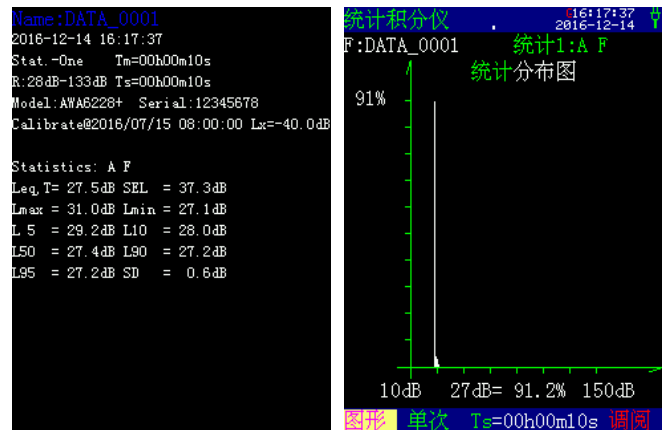 Name:DATA_0001
2016-12-14 16:17:37
Stat.-One Tm=00h00m10s
R:28dB-133dB Ts=00h00m10s
Model:AWA6228+ Serial:12345678
Calibrate@2016/07/15 08:00:00 Lx=-40.0dB
Statistics: A F
Leq,T= 27.5dB SEL = 37.3dB
Lmax = 31.0dB Lmin = 27.1dB
L 5 = 29.2dB L10 = 28.0dB
L50 = 27.4dB L90 = 27.2dB
L95 = 27.2dB SD = 0.6dB
统计积分仪 . G16:17:37
2016-12-14
F:DATA_0001 统计1:A F
统计分布图
91%
10dB 27dB= 91.2% 150dB
图形 单次 Ts=00h00m10s 调阅